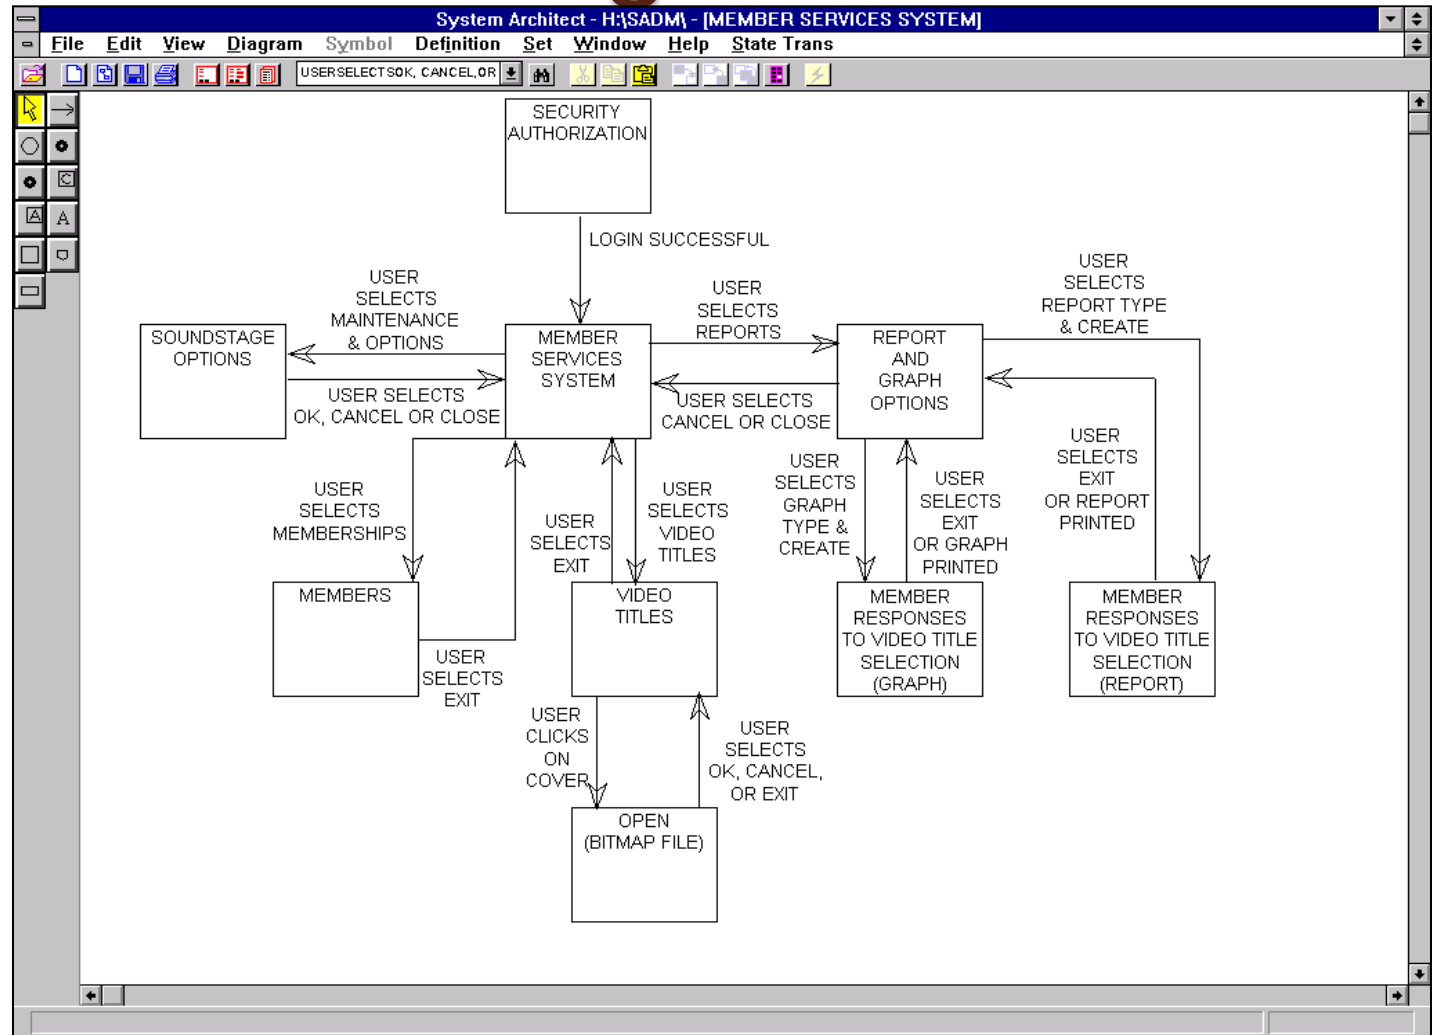 System Architect - H:\SADM\ - [MEMBER SERVICES SYSTEM]
File Edit View Diagram Symbol Definition Set Window Help State Trans
USER SELECTS OK, CANCEL, OR
C
A A
SECURITY
AUTHORIZATION
LOGIN SUCCESSFUL
USER
SELECTS
MAINTENANCE
& OPTIONS
USER
SELECTS
REPORTS
USER
SELECTS
REPORT TYPE
& CREATE
SOUNDSTAGE
OPTIONS
MEMBER
SERVICES
SYSTEM
REPORT
AND
GRAPH
OPTIONS
USER SELECTS
OK, CANCEL OR CLOSE
USER SELECTS
CANCEL OR CLOSE
USER
SELECTS
MEMBERSHIPS
USER
SELECTS
EXIT
USER
SELECTS
VIDEO
TITLES
USER
SELECTS
GRAPH
TYPE &
CREATE
USER
SELECTS
EXIT
OR GRAPH
PRINTED
USER
SELECTS
EXIT
OR REPORT
PRINTED
MEMBERS
VIDEO
TITLES
MEMBER
RESPONSES
TO VIDEO TITLE
SELECTION
(GRAPH)
MEMBER
RESPONSES
TO VIDEO TITLE
SELECTION
(REPORT)
USER
SELECTS
EXIT
USER
CLICKS
ON
COVER
USER
SELECTS
OK, CANCEL,
OR EXIT
OPEN
(BITMAP FILE)